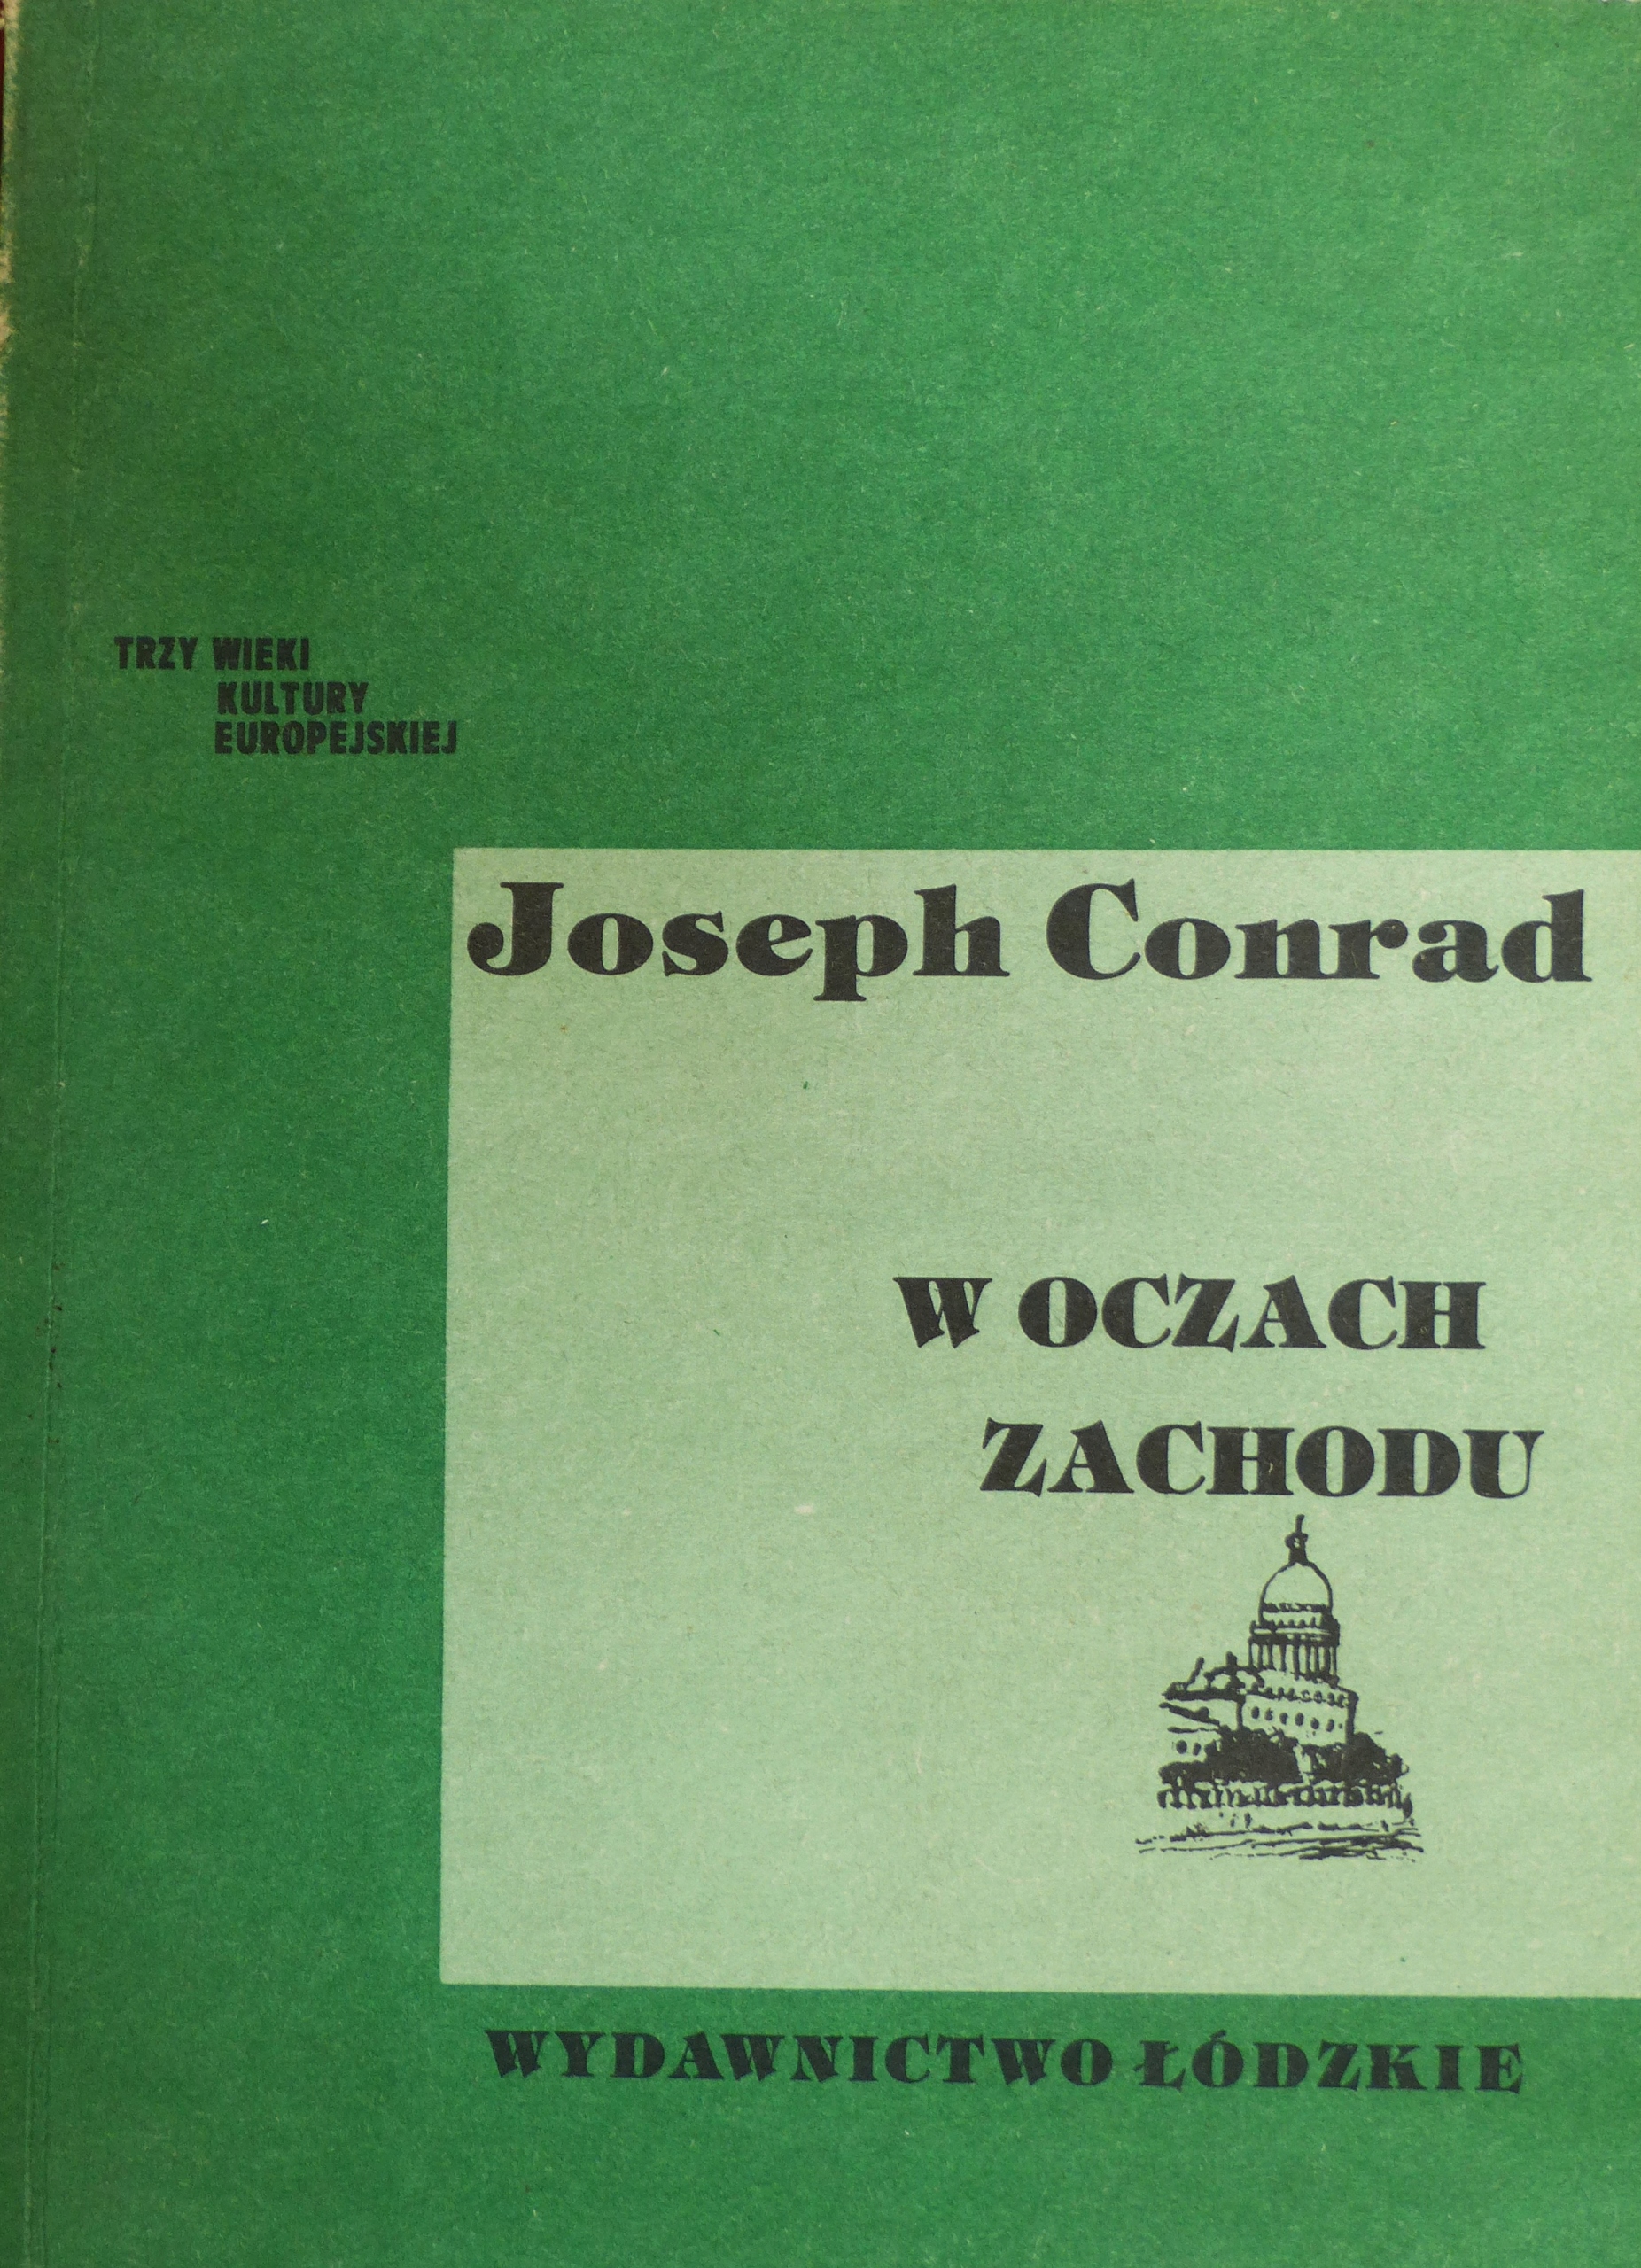 TRZY WIEKI
KULTURY
EUROPEJSKIEJ
Joseph Conrad
W OCZACH
ZACHODU
WYDAWNICTWO ŁÓDZKIE